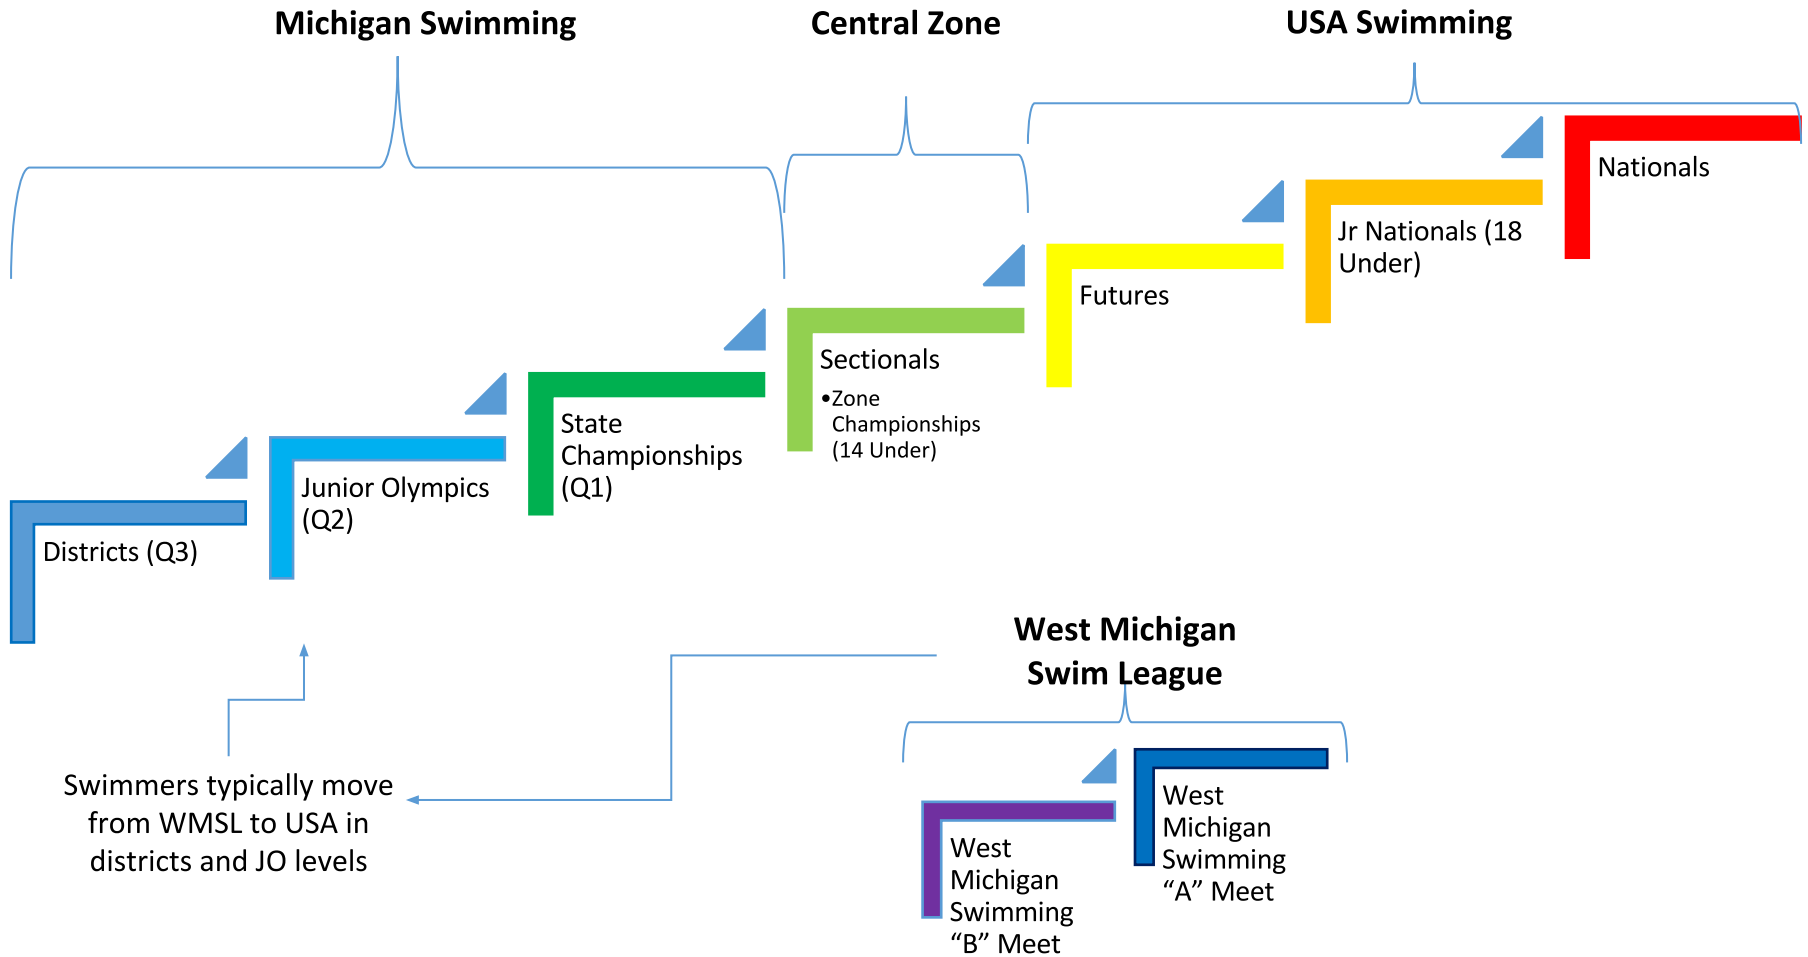 Michigan Swimming
Central Zone
USA Swimming
Nationals
Jr Nationals (18
Under)
Futures
Sectionals
•Zone
Championships
(14 Under)
State
Championships
(Q1)
Junior Olympics
(Q2)
Districts (Q3)
West Michigan
Swim League
Swimmers typically move
from WMSL to USA in
districts and JO levels
West
Michigan
Swimming
“B” Meet
West
Michigan
Swimming
“A” Meet